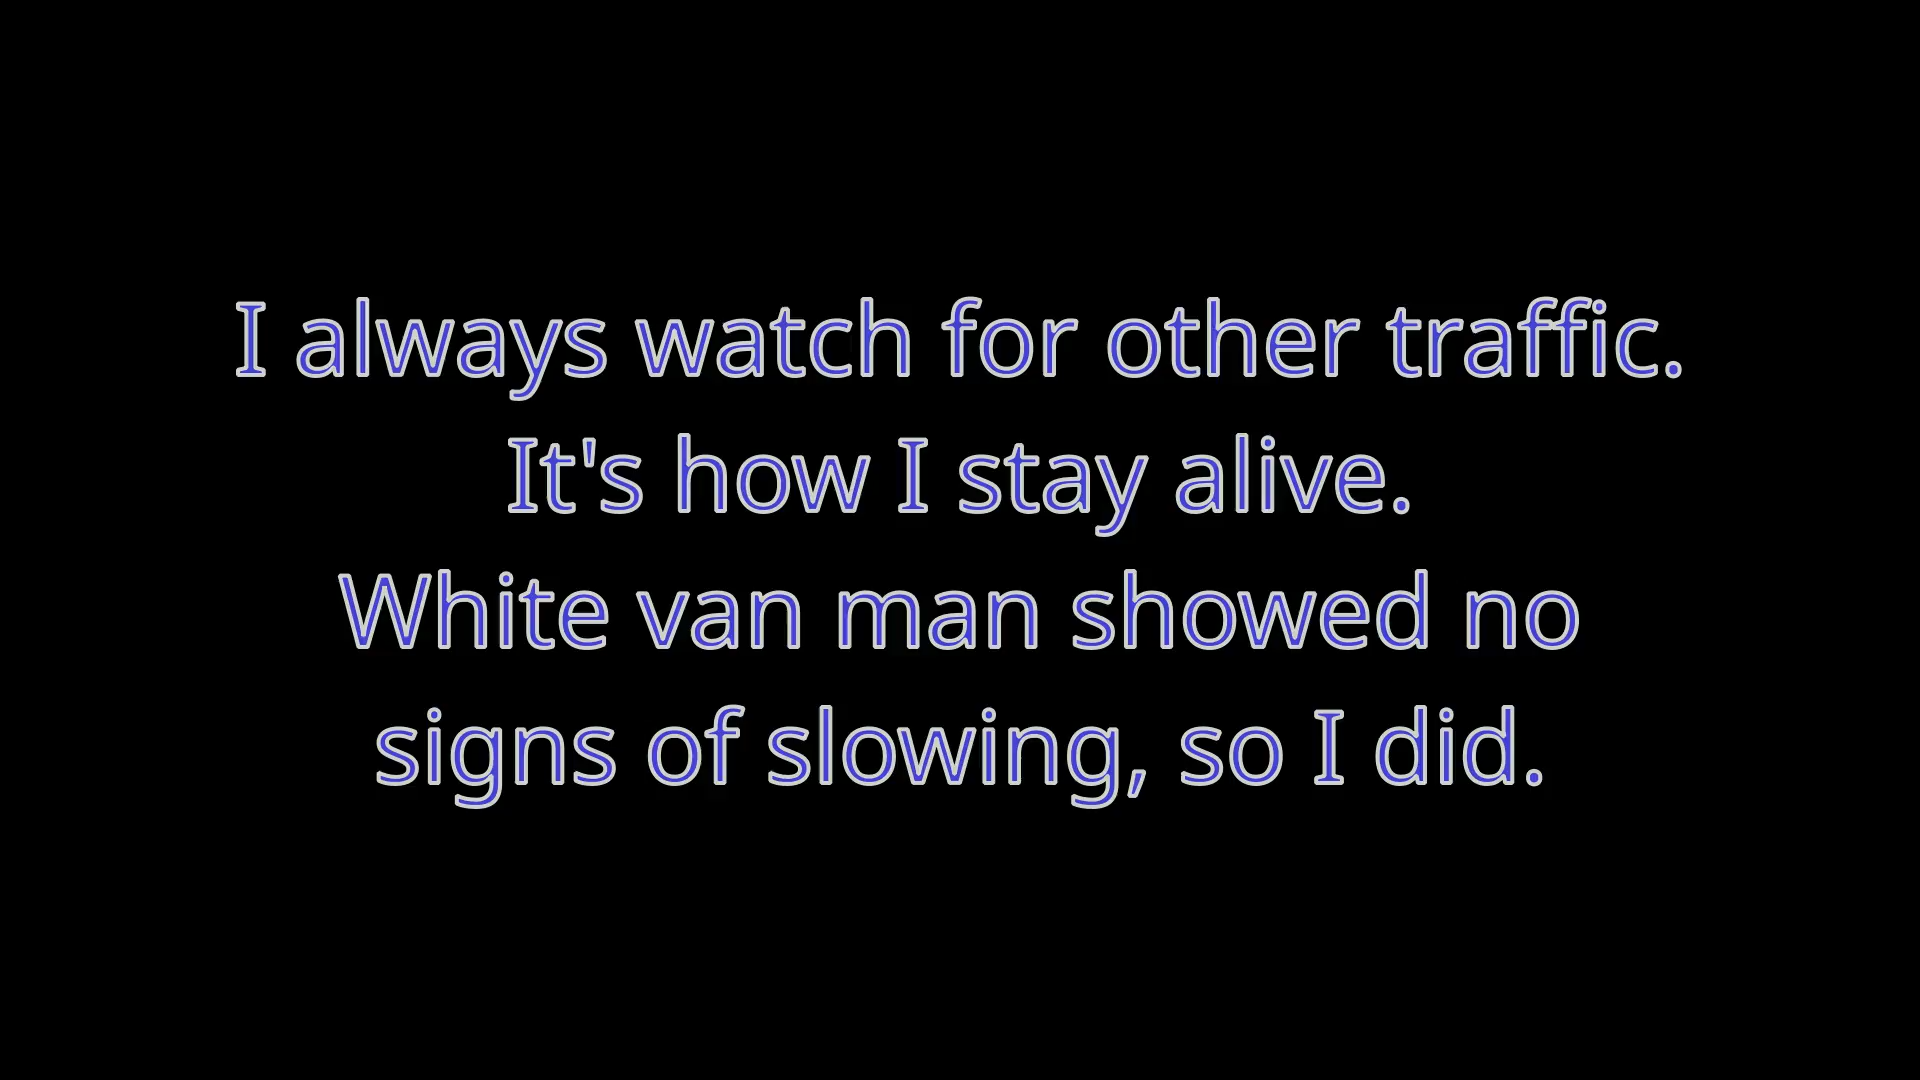 I always watch for other traffic.
It's how I stay alive.
White van man showed no
signs of slowing, so I did.